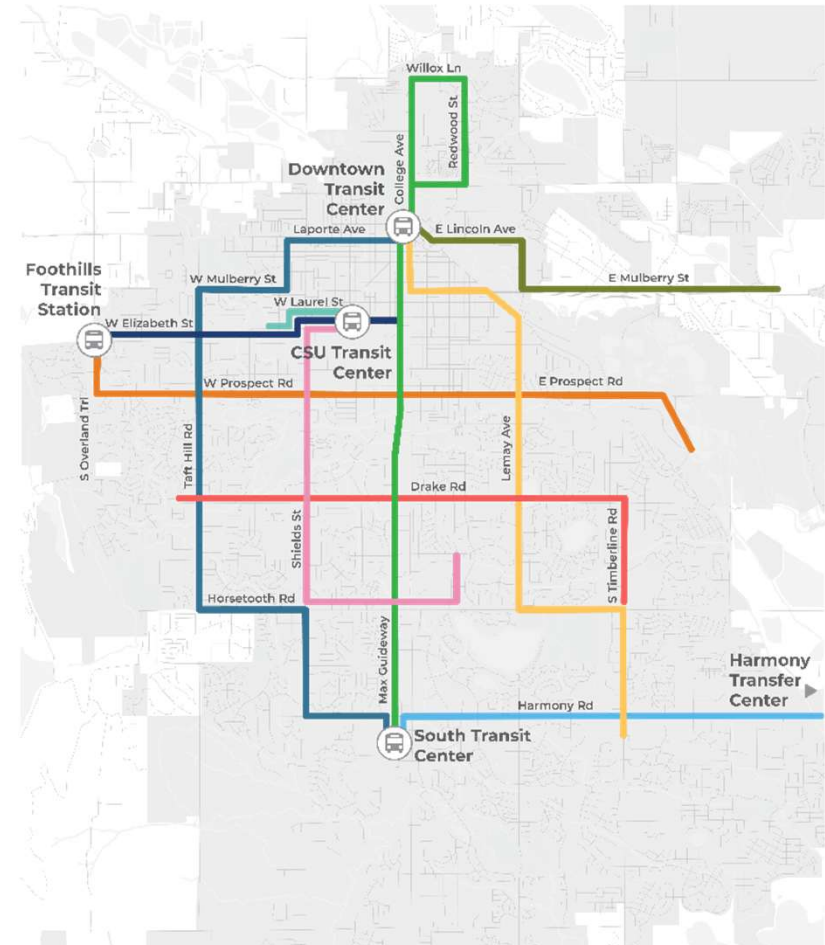 Willox Ln
Redwood St
College Ave
Downtown
Transit
Center
Laporte Ave
E Lincoln Ave
Foothills
Transit
Station
W Mulberry St
E Mulberry St
W Laurel St
W Elizabeth St
CSU Transit
Center
W Prospect Rd
E Prospect Rd
S Overland Trl
Taft Hill Rd
Lemay Ave
Drake Rd
Shields St
S Timberline Rd
Horsetooth Rd
Max Guideway
Harmony
Transfer
Center
Harmony Rd
South Transit
Center